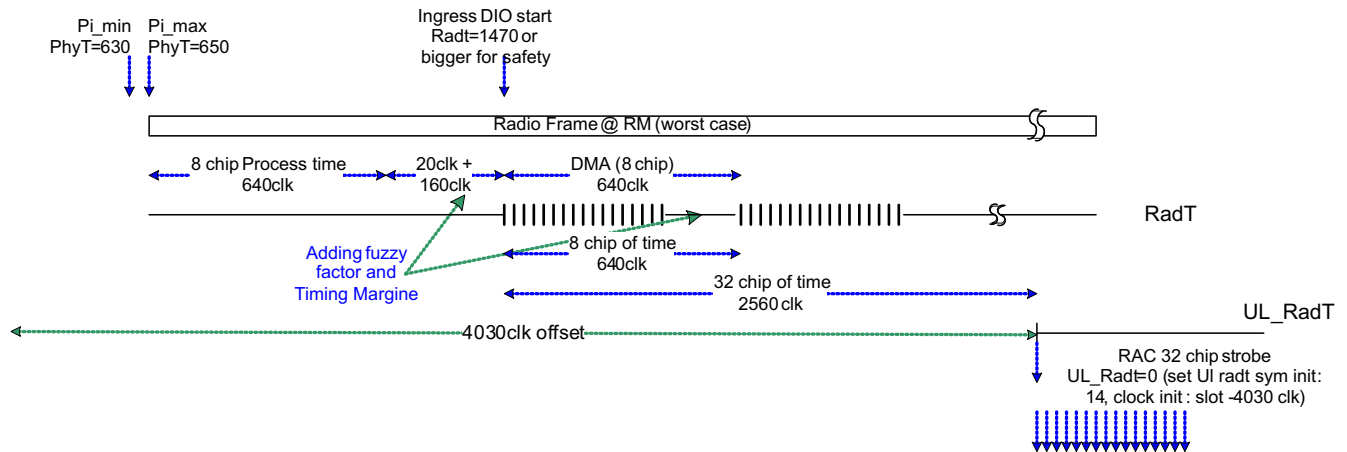 Pi_min
PhyT=630
Pi_max
PhyT=650
Ingress DIO start
Radt=1470 or
bigger for safety
Radio Frame @ RM (worst case)
8 chip Process time
640clk
20clk +
160clk
DMA (8 chip)
640clk
RadT
8 chip of time
640clk
Adding fuzzy
factor and
Timing Margine
32 chip of time
2560 clk
UL_RadT
4030clk offset
RAC 32 chip strobe
UL_Radt=0 (set Ul radt sym init:
14, clock init : slot -4030 clk)